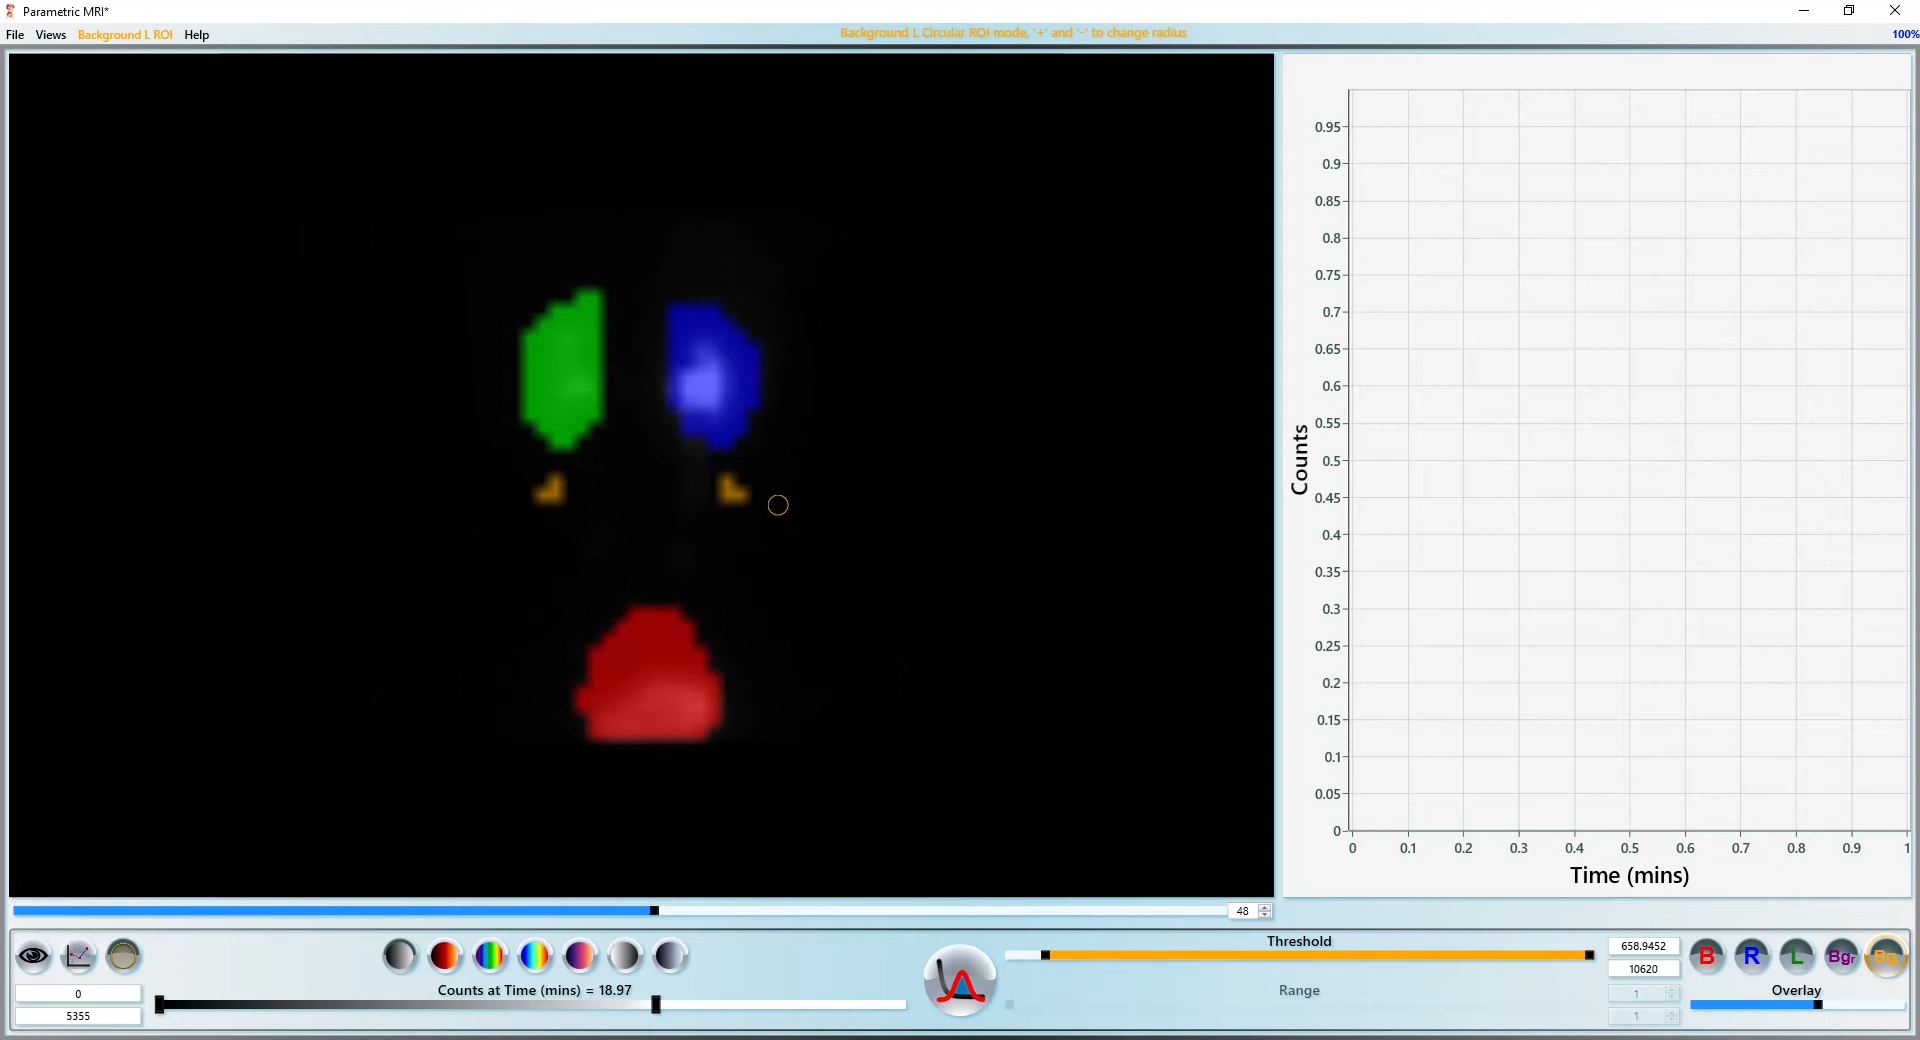 Parametric MRI*
File Views Background L ROI Help
Background L Circular ROI mode, '+' and '-' to change radius
100%
0.95
0.9
0.85
0.8
0.75
0.7
0.65
0.6
0.55
0.5
0.45
0.4
0.35
0.3
0.25
0.2
0.15
0.1
0.05
0
Counts
0 0.1 0.2 0.3 0.4 0.5 0.6 0.7 0.8 0.9 1
Time (mins)
48
Threshold
658.9452
10620
B R L Bgr
Counts at Time (mins) = 18.97
0
5355
Range
1
1
Overlay